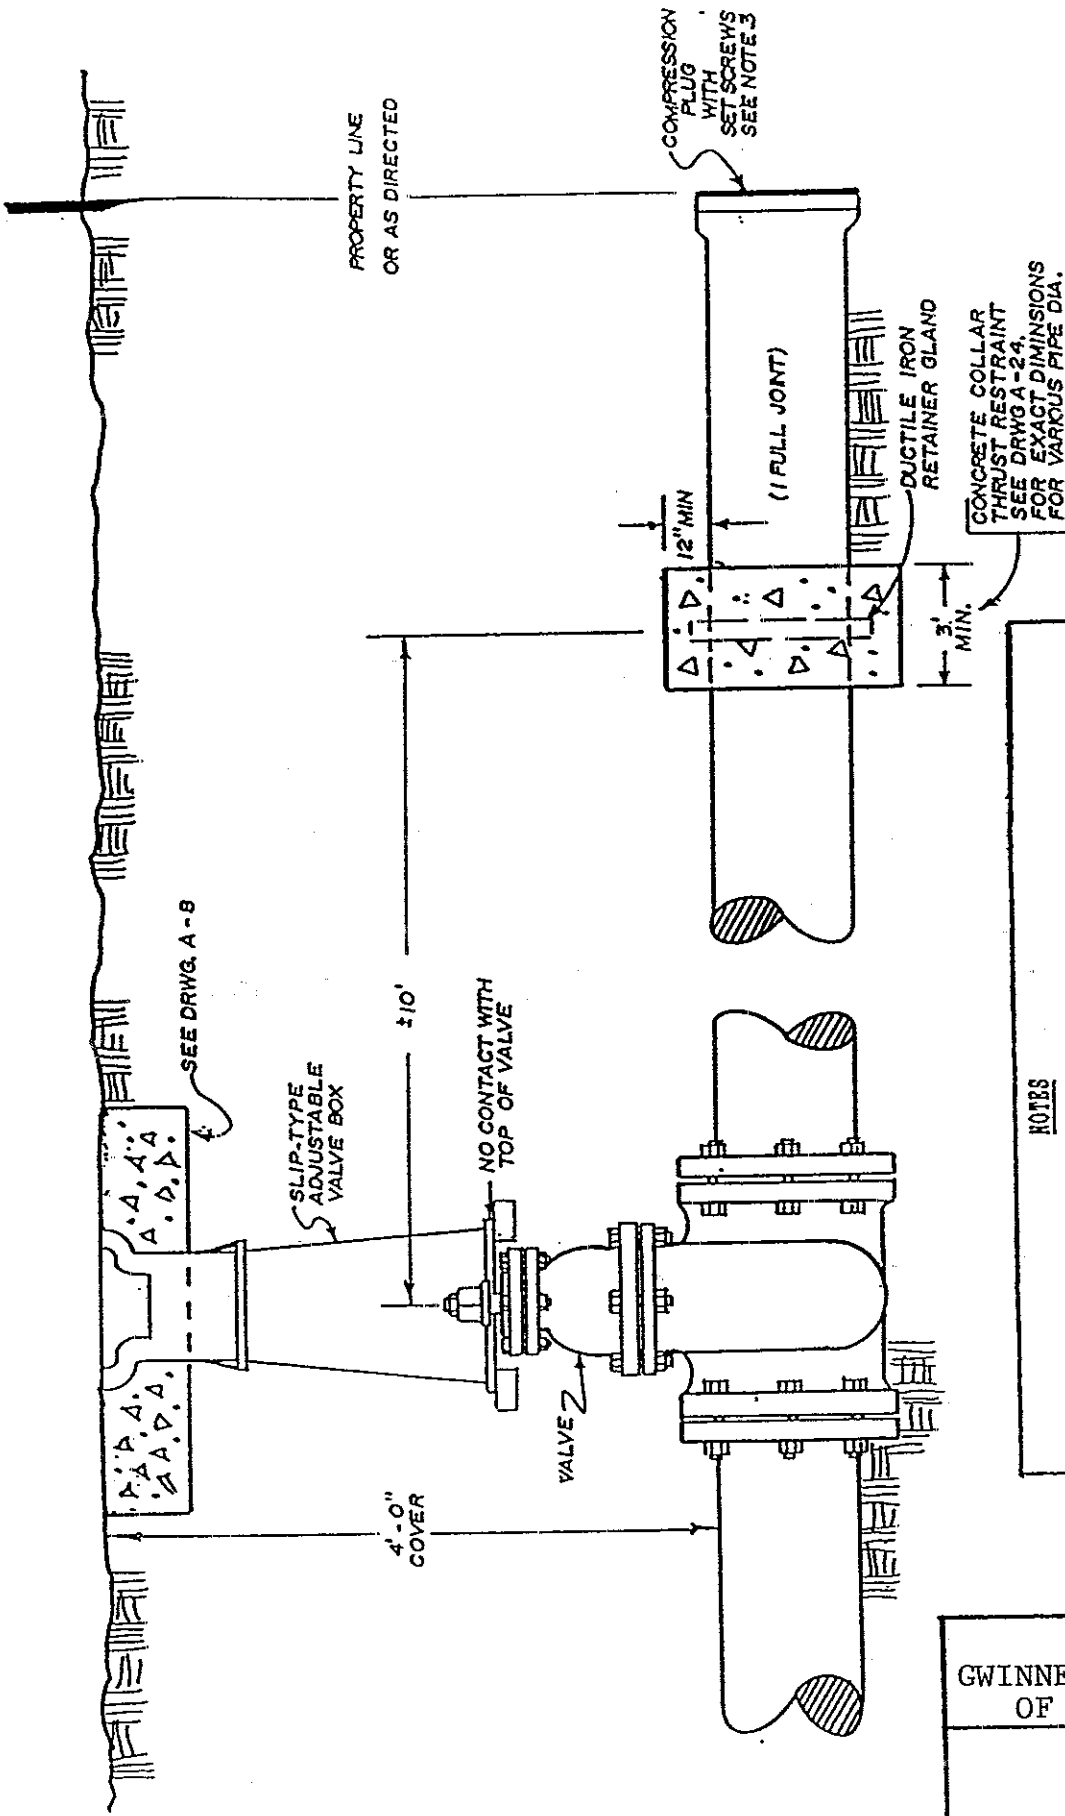 PROPERTY LINE
OR AS DIRECTED
COMPRESSION
PLUG
WITH
SET SCREWS
SEE NOTE 3
SEE DRWG. A-8
SLIP-TYPE
ADJUSTABLE
VALVE BOX
±10'
NO CONTACT WITH
TOP OF VALVE
4'-0"
COVER
VALVE
12" MIN
(1 FULL JOINT)
DUCTILE IRON
RETAINER GLAND
3'
MIN.
CONCRETE COLLAR
THRUST RESTRAINT
SEE DRWG A-24,
FOR EXACT DIMINSIONS
FOR VARIOUS PIPE DIA.
NOTES
GWINNE
OF